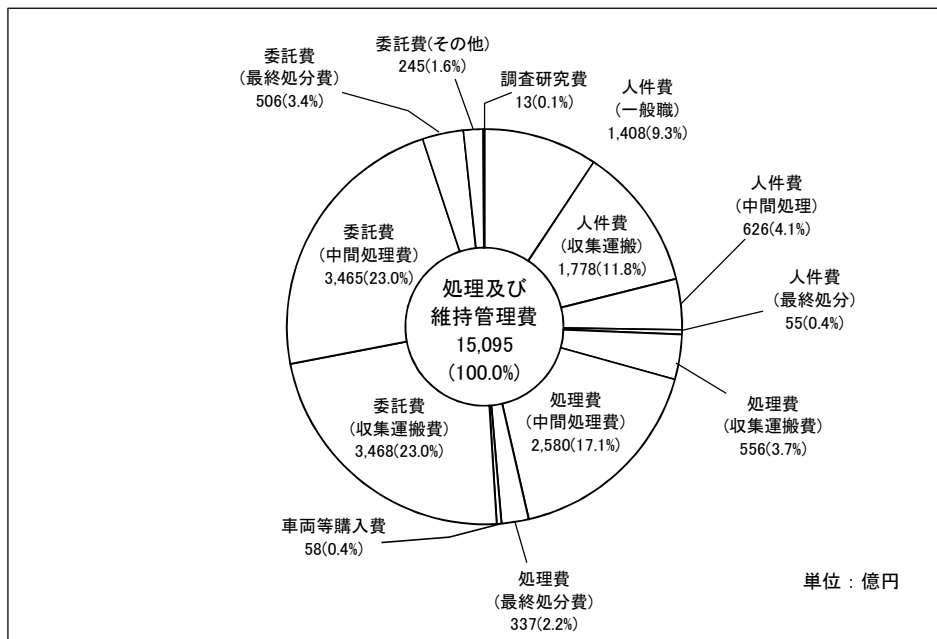 委託費
(最終処分費)
506(3.4%)
委託費(その他)
245(1.6%)
調査研究費
13(0.1%)
人件費
(一般職)
1,408(9.3%)
人件費
(収集運搬)
1,778(11.8%)
人件費
(中間処理)
626(4.1%)
人件費
(最終処分)
55(0.4%)
処理費
(収集運搬費)
556(3.7%)
処理費
(中間処理費)
2,580(17.1%)
処理費
(最終処分費)
337(2.2%)
車両等購入費
58(0.4%)
委託費
(収集運搬費)
3,468(23.0%)
委託費
(中間処理費)
3,465(23.0%)
処理及び
維持管理費
15,095
(100.0%)
単位：億円